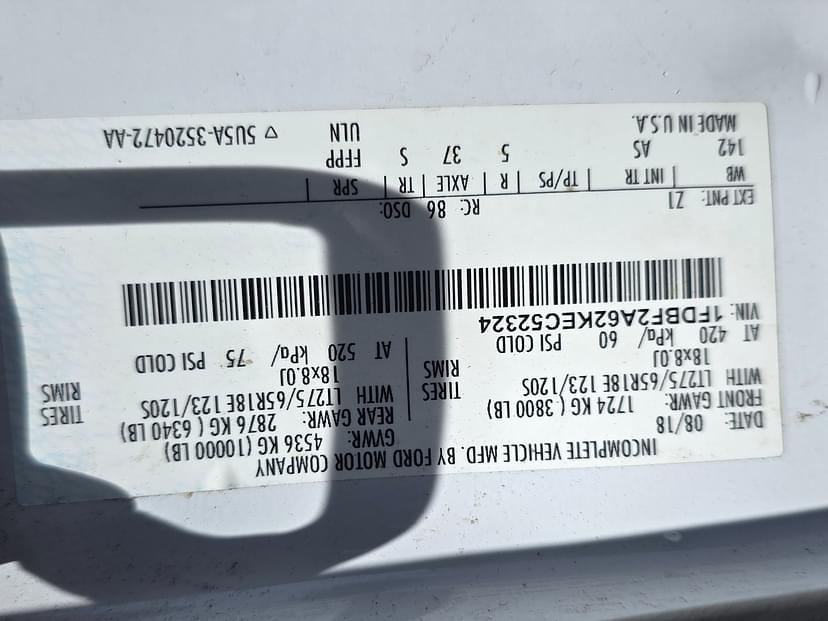 INCOMPLETE VEHICLE MFD. BY FORD MOTOR COMPANY
DATE: 08/18 GVWR: 4536 KG (10000 LB)
FRONT GAWR: 1724 KG (3800 LB) REAR GAWR: 2876 KG (6340 LB)
WITH LT275/65R18E 123/120S TIRES WITH LT275/65R18E 123/120S TIRES
18x8.0J RIMS 18x8.0J RIMS
AT 420 kPa/ 60 PSI COLD AT 520 kPa/ 75 PSI COLD
VIN: 1FDBF2A62KEC52324
EXT PNT: Z1 RC: 86 DSO:
WB | INT TR | TP/PS | R | AXLE | TR | SPR
142 AS 5 37 S FFPP
MADE IN U.S.A. ULN ▽ 5U5A-3520472-AA